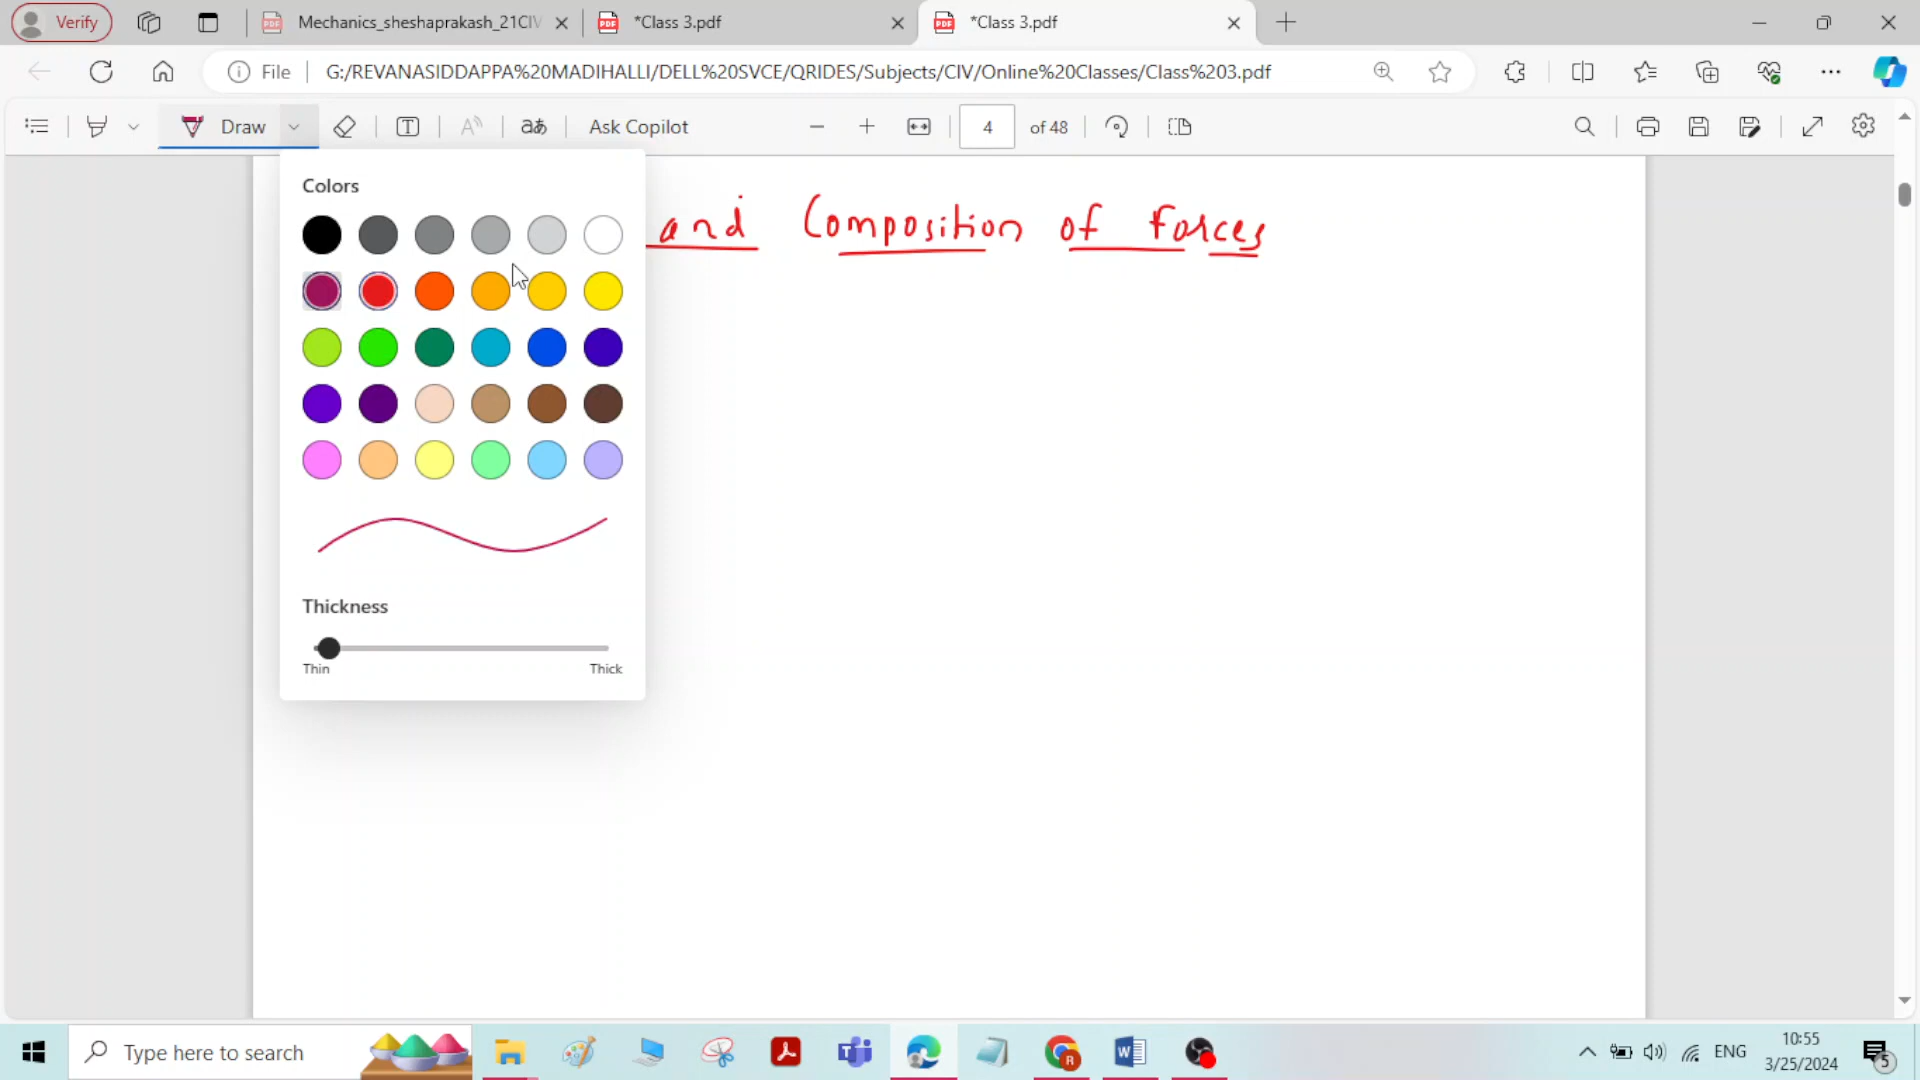 Verify
Mechanics_sheshaprakash_21CIV
*Class 3.pdf
*Class 3.pdf
File
G:/REVANASIDDAPPA%20MADIHALLI/DELL%20SVCE/QRIDES/Subjects/CIV/Online%20Classes/Class%203.pdf
Draw
Ask Copilot
4
of 48
Colors
and Composition of Forces
Thickness
Thin
Thick
Type here to search
ENG
10:55
3/25/2024
5